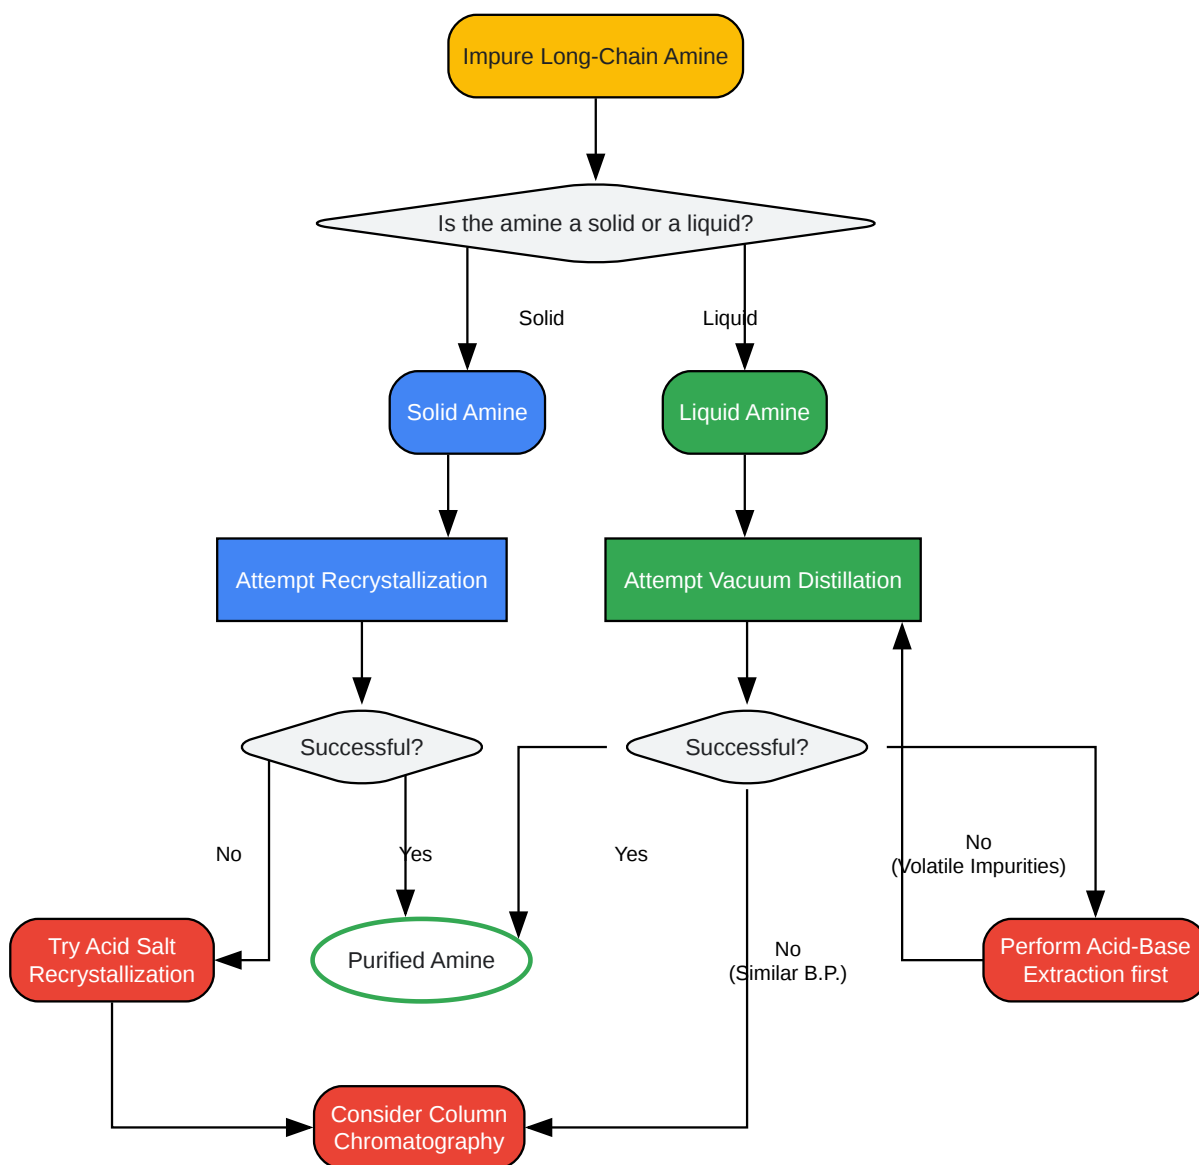 Impure Long-Chain Amine
Is the amine a solid or a liquid?
Solid
Liquid
Solid Amine
Liquid Amine
Attempt Recrystallization
Attempt Vacuum Distillation
Successful?
Successful?
No
Yes
Yes
No
(Volatile Impurities)
Try Acid Salt
Recrystallization
Purified Amine
No
(Similar B.P.)
Perform Acid-Base
Extraction first
Consider Column
Chromatography